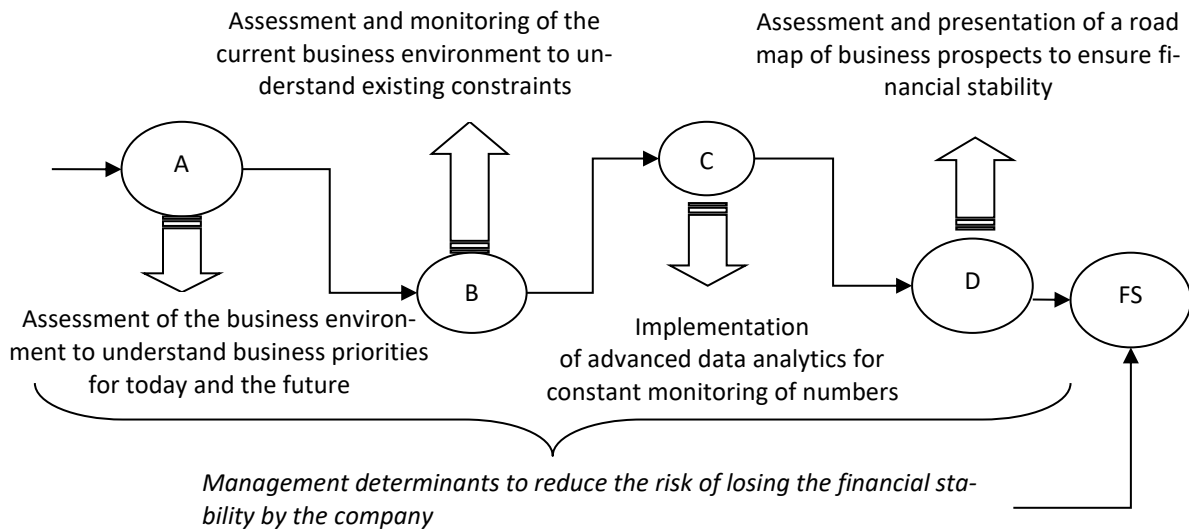 Assessment and monitoring of the
current business environment to un-
derstand existing constraints
Assessment and presentation of a road
map of business prospects to ensure fi-
nancial stability
A
C
B
D
FS
Assessment of the business environ-
ment to understand business priorities
for today and the future
Implementation
of advanced data analytics for
constant monitoring of numbers
Management determinants to reduce the risk of losing the financial sta-
bility by the company